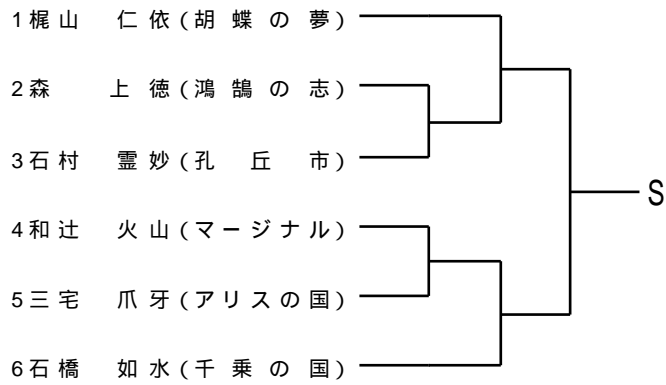 1梶山 仁依(胡蝶の夢)
2森 上徳(鴻鵠の志)
3石村 霊妙(孔丘市)
4和辻 火山(マージナル)
5三宅 爪牙(アリスの国)
6石橋 如水(千乗の国)
S